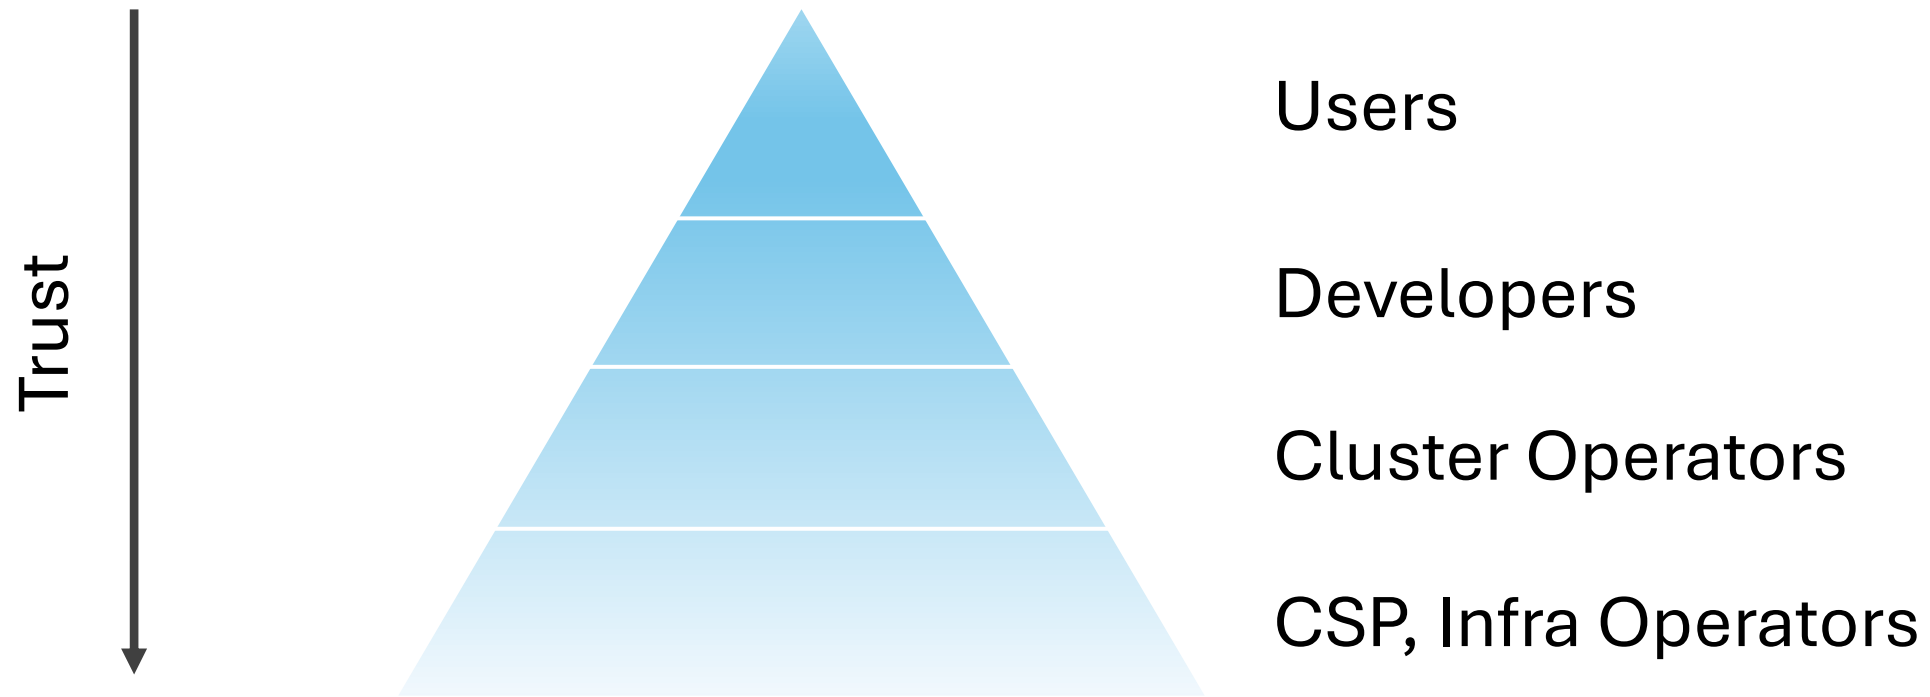 Trust
Users
Developers
Cluster Operators
CSP, Infra Operators